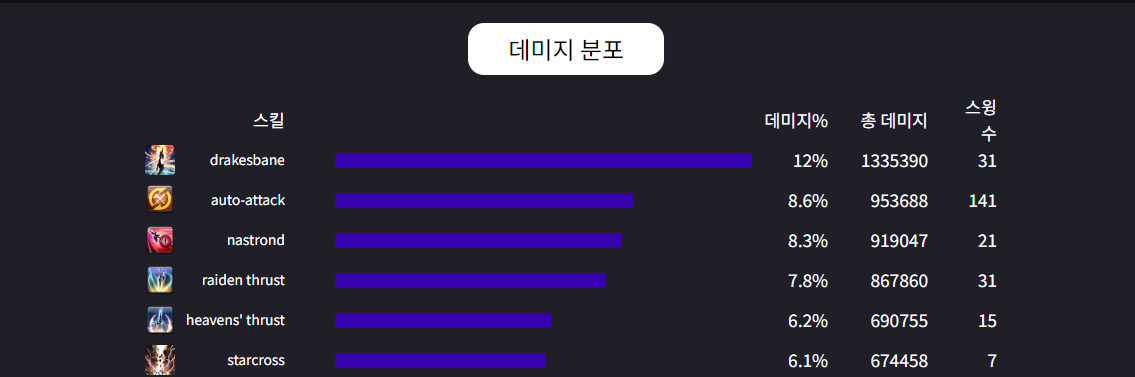 데미지 분포
스킬 데미지% 총 데미지 스윙 수
drakesbane 12% 1335390 31
auto-attack 8.6% 953688 141
nastrond 8.3% 919047 21
raiden thrust 7.8% 867860 31
heavens' thrust 6.2% 690755 15
starcross 6.1% 674458 7